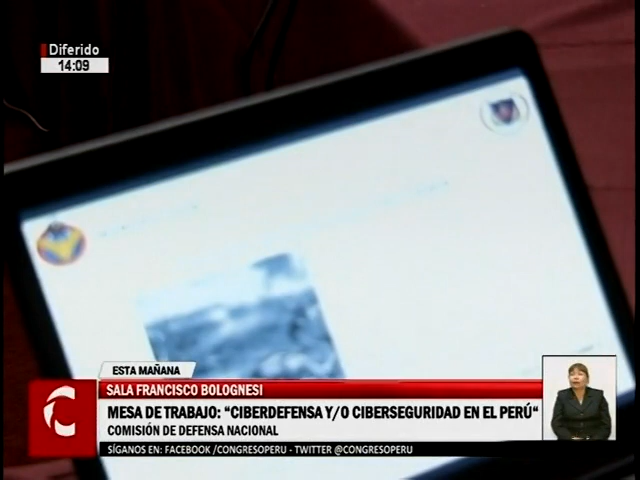 Diferido
14:09
ESTA MAÑANA
SALA FRANCISCO BOLOGNESI
MESA DE TRABAJO: "CIBERDEFENSA Y/O CIBERSEGURIDAD EN EL PERÚ"
COMISIÓN DE DEFENSA NACIONAL
SÍGANOS EN: FACEBOOK /CONGRESOPERU - TWITTER @CONGRESOPERU